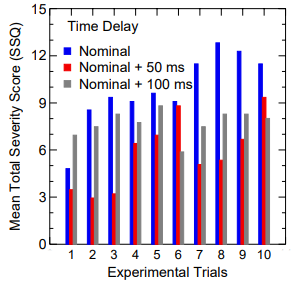 Time Delay
Nominal
Nominal + 50 ms
Nominal + 100 ms
Mean Total Severity Score (SSQ)
15
12
9
6
3
0
1 2 3 4 5 6 7 8 9 10
Experimental Trials